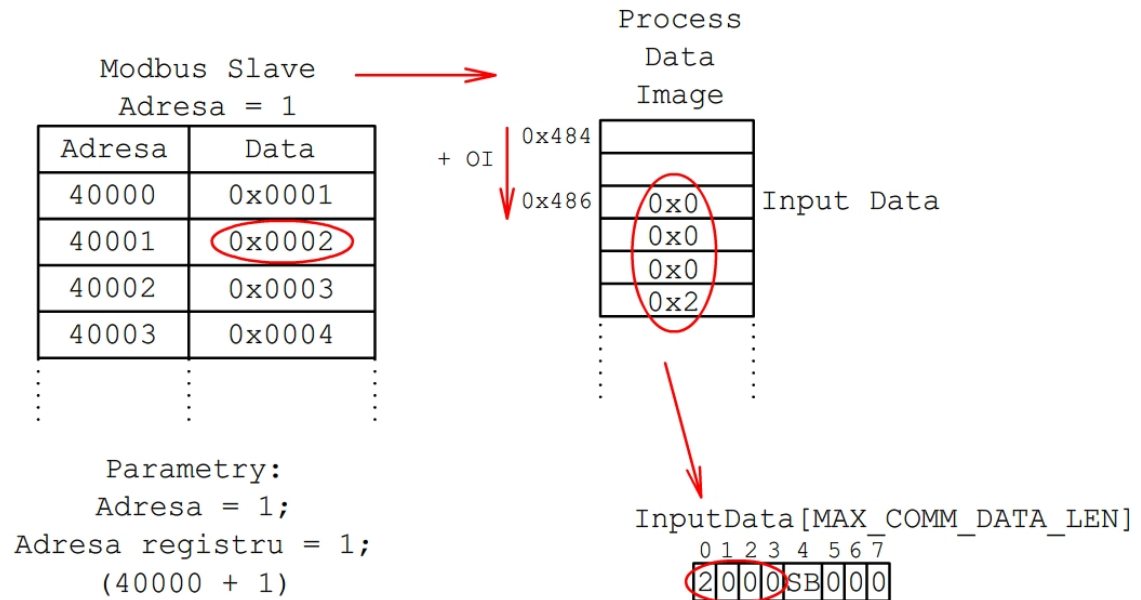 Modbus Slave
Adresa = 1
Adresa Data
40000 0x0001
40001 0x0002
40002 0x0003
40003 0x0004
Parametry:
Adresa = 1;
Adresa registru = 1;
(40000 + 1)
Process
Data
Image
+ OI
0x484
0x486
0x0
0x0
0x0
0x2
Input Data
InputData[MAX_COMM_DATA_LEN]
0 1 2 3 4 5 6 7
2 0 0 0 SB 0 0 0